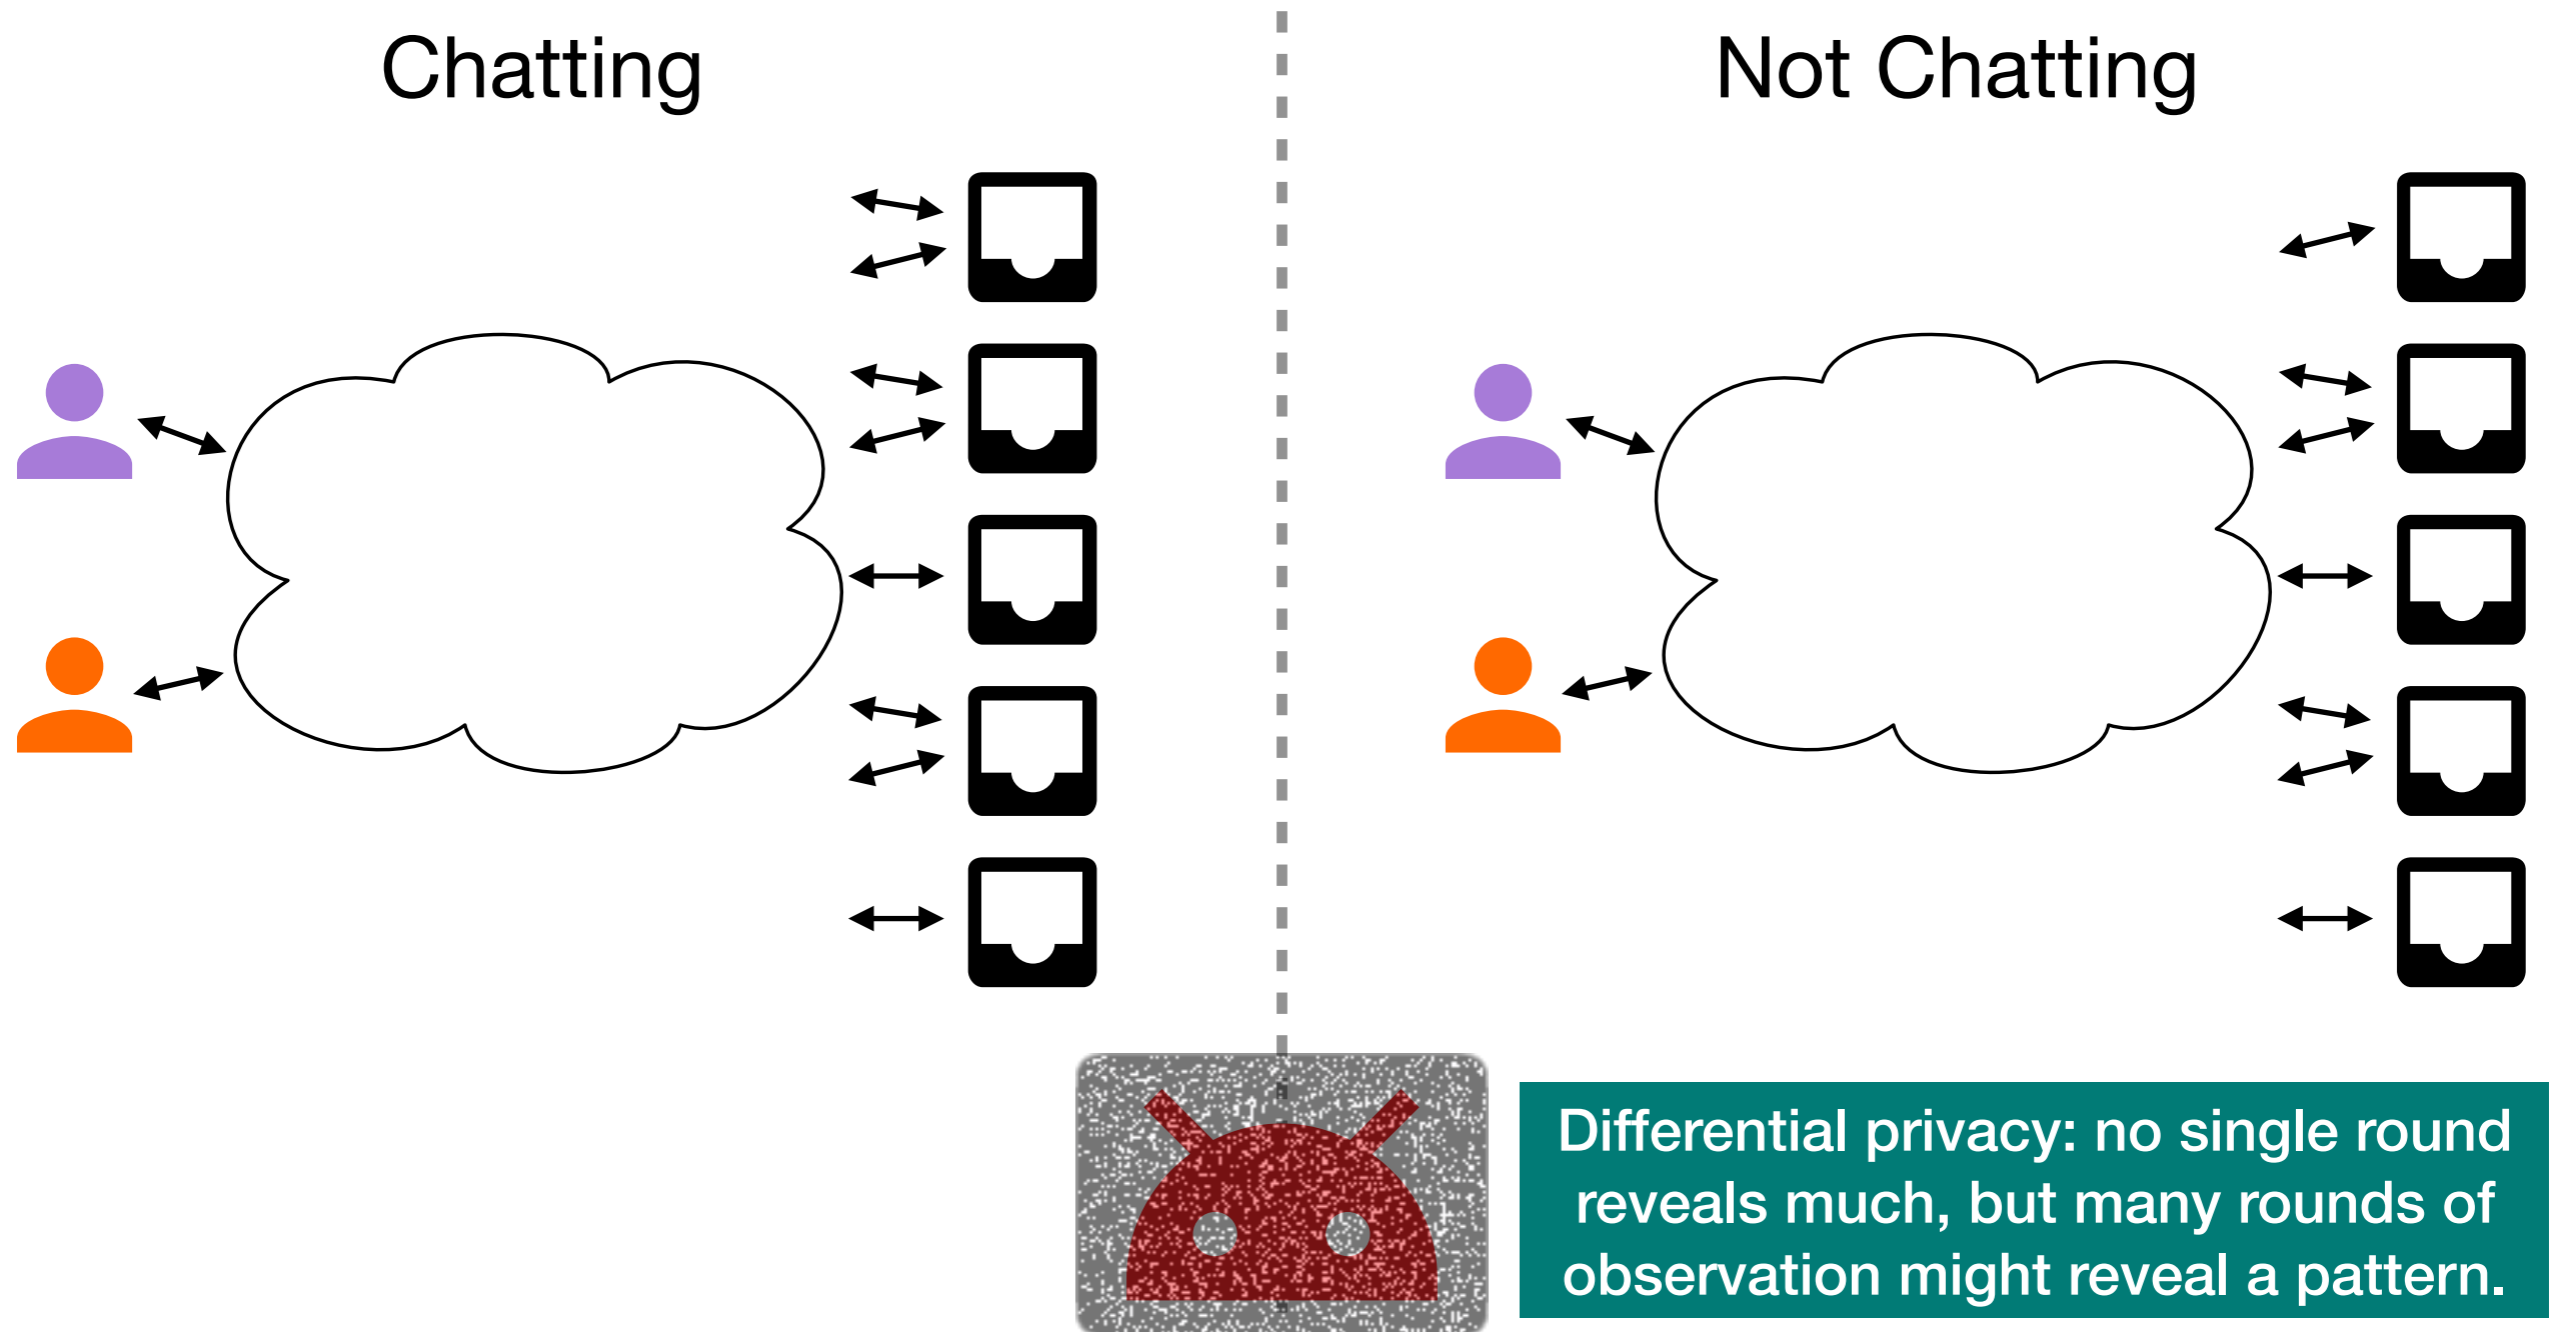 Chatting
Not Chatting
Differential privacy: no single round
reveals much, but many rounds of
observation might reveal a pattern.